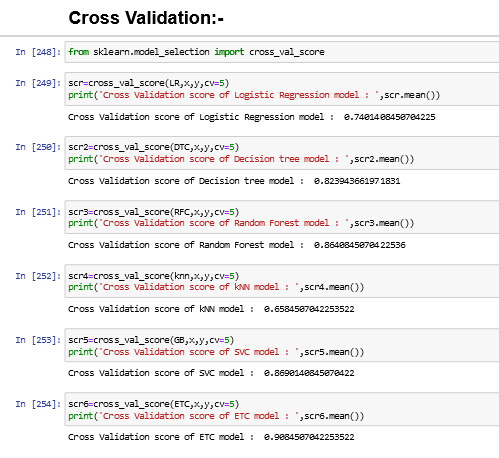 Cross Validation:-
In [248]: from sklearn.model_selection import cross_val_score
In [249]: scr=cross_val_score(LR,x,y,cv=5)
print('Cross Validation score of Logistic Regression model : ',scr.mean())
Cross Validation score of Logistic Regression model :  0.7401408450704225
In [250]: scr2=cross_val_score(DTC,x,y,cv=5)
print('Cross Validation score of Decision tree model : ',scr2.mean())
Cross Validation score of Decision tree model :  0.823943661971831
In [251]: scr3=cross_val_score(RFC,x,y,cv=5)
print('Cross Validation score of Random Forest model : ',scr3.mean())
Cross Validation score of Random Forest model :  0.8640845070422536
In [252]: scr4=cross_val_score(knn,x,y,cv=5)
print('Cross Validation score of kNN model : ',scr4.mean())
Cross Validation score of kNN model :  0.6584507042253522
In [253]: scr5=cross_val_score(GB,x,y,cv=5)
print('Cross Validation score of SVC model : ',scr5.mean())
Cross Validation score of SVC model :  0.8690140845070422
In [254]: scr6=cross_val_score(ETC,x,y,cv=5)
print('Cross Validation score of ETC model : ',scr6.mean())
Cross Validation score of ETC model :  0.9084507042253522